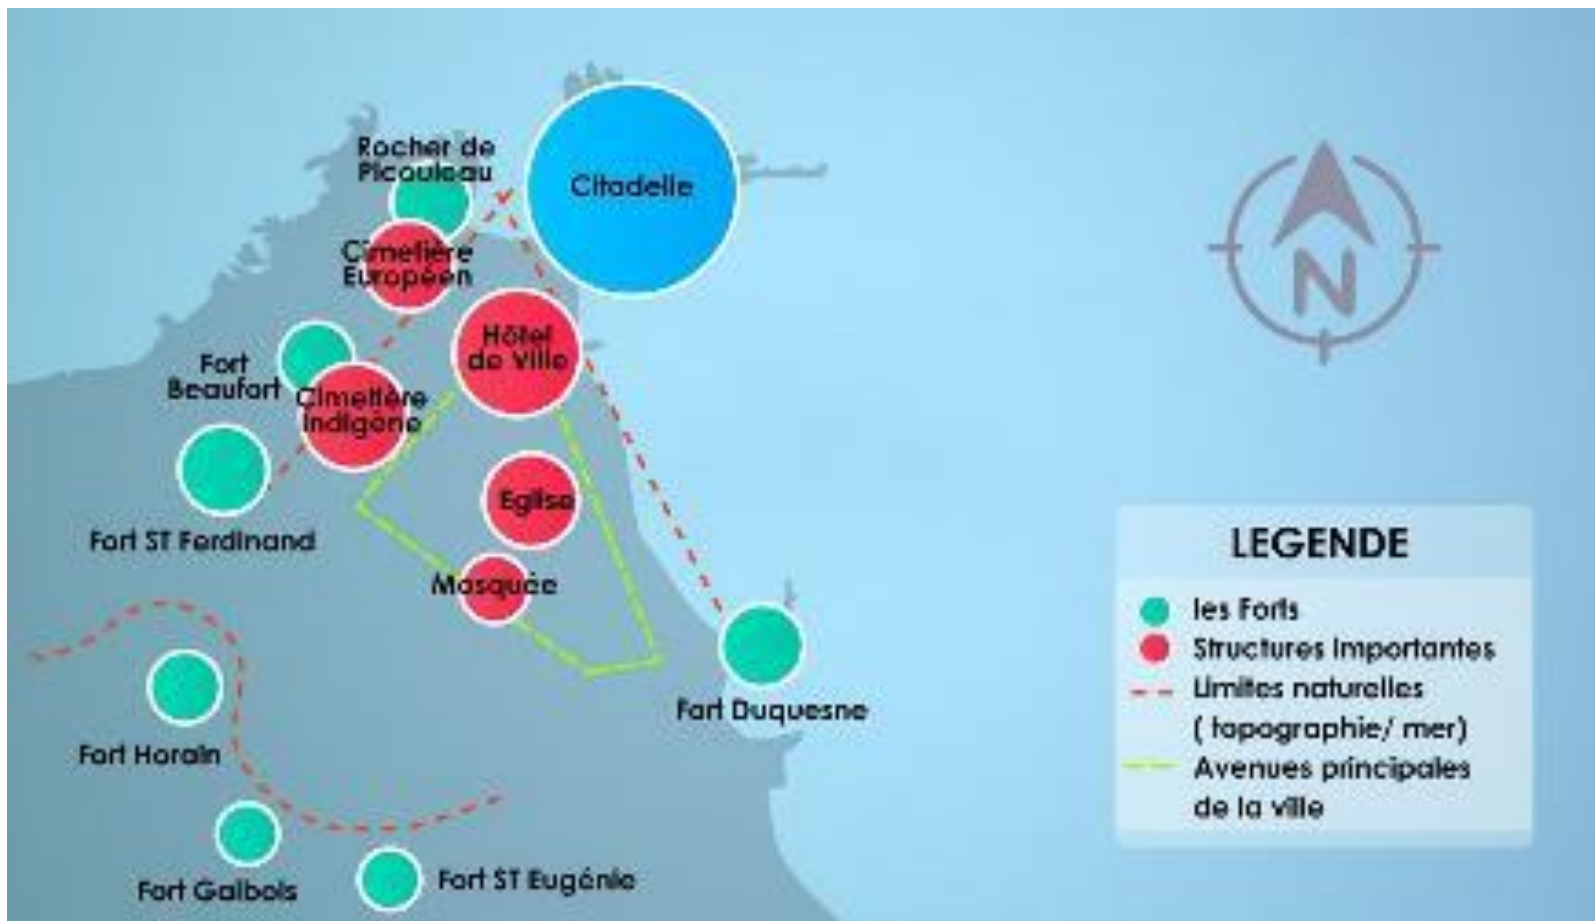 Rocher de
Picouleau
Citadelle
Cimetière
Européen
Hôtel
de Ville
Fort
Beaufort
Cimetière
indigène
Fort ST Ferdinand
Eglise
Mosquée
Fort Duquesne
Fort Horain
Fort Galbois
Fort ST Eugénie
N
LEGENDE
les Forts
Structures Importantes
Limites naturelles
( topographie/ mer)
Avenues principales
de la ville